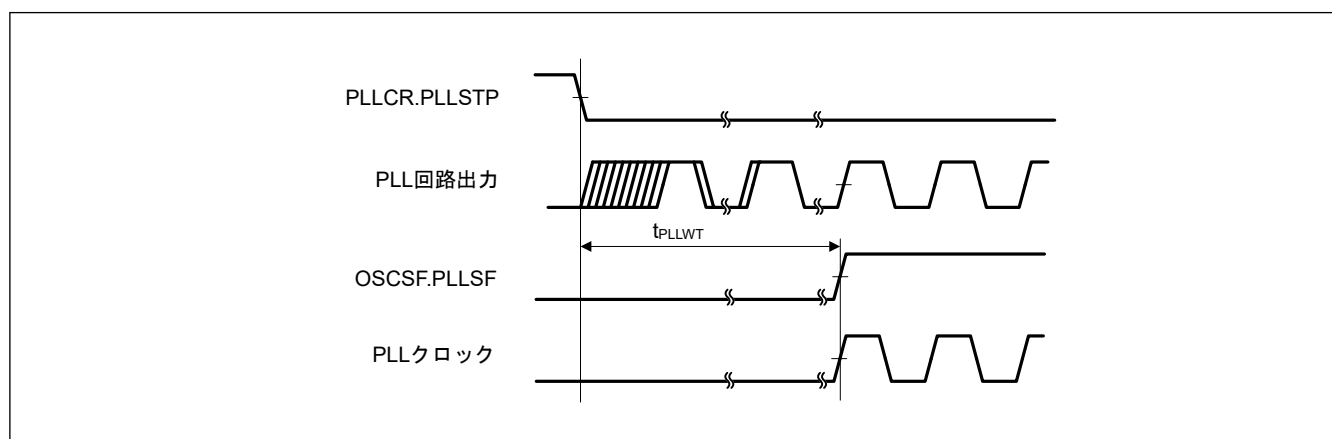 PLLCR.PLLSTP
PLL回路出力
tPLLWT
OSCSF.PLLSF
PLLクロック